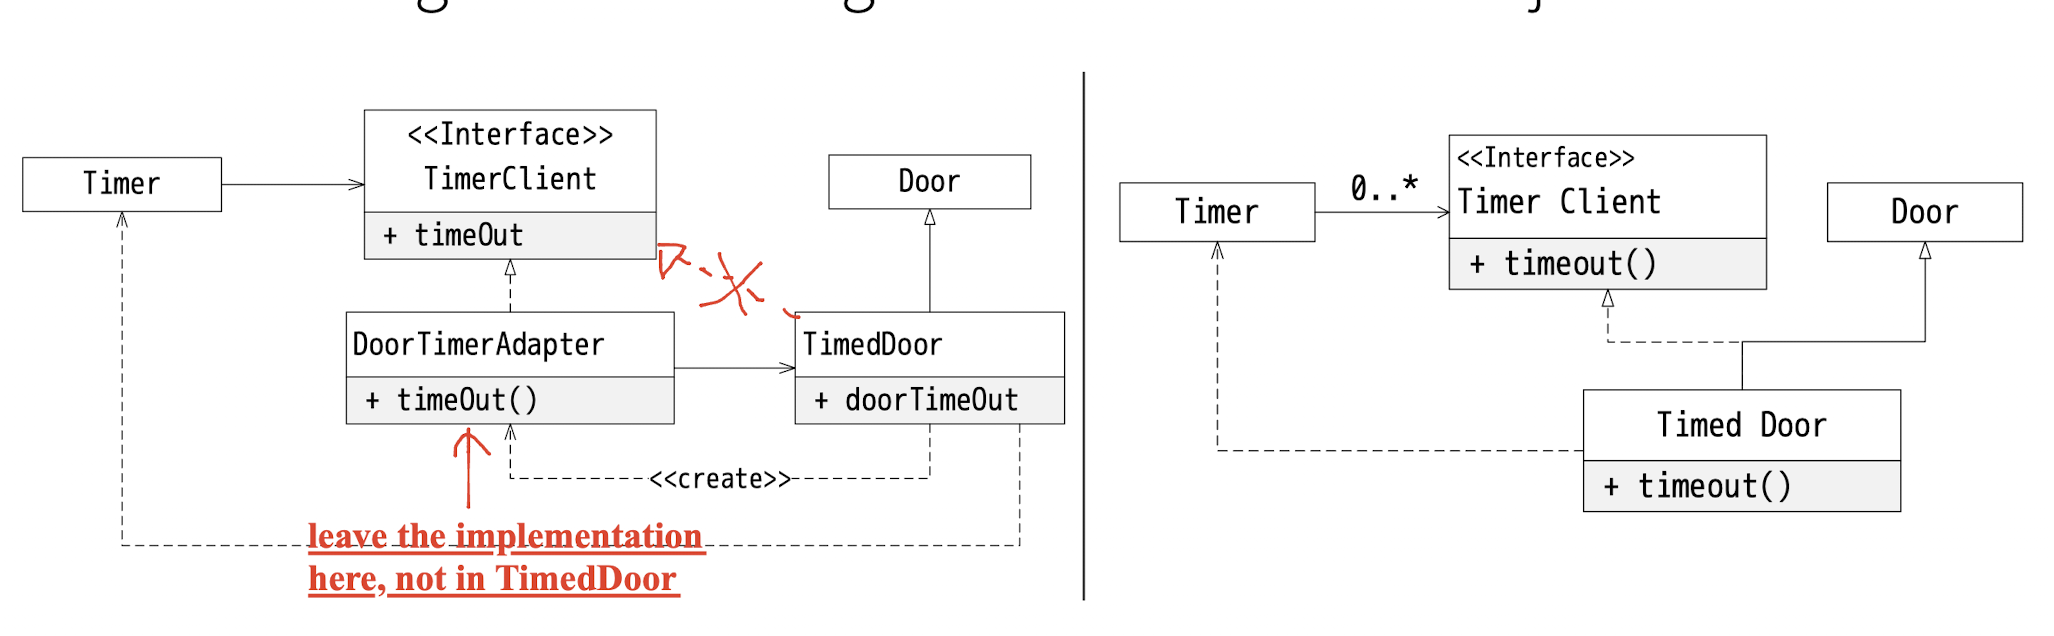 Timer
<<Interface>>
TimerClient
+ timeOut
Door
DoorTimerAdapter
+ timeOut()
TimedDoor
+ doorTimeOut
<<create>>
leave the implementation
here, not in TimedDoor
Timer
0..*
<<Interface>>
Timer Client
+ timeout()
Door
Timed Door
+ timeout()